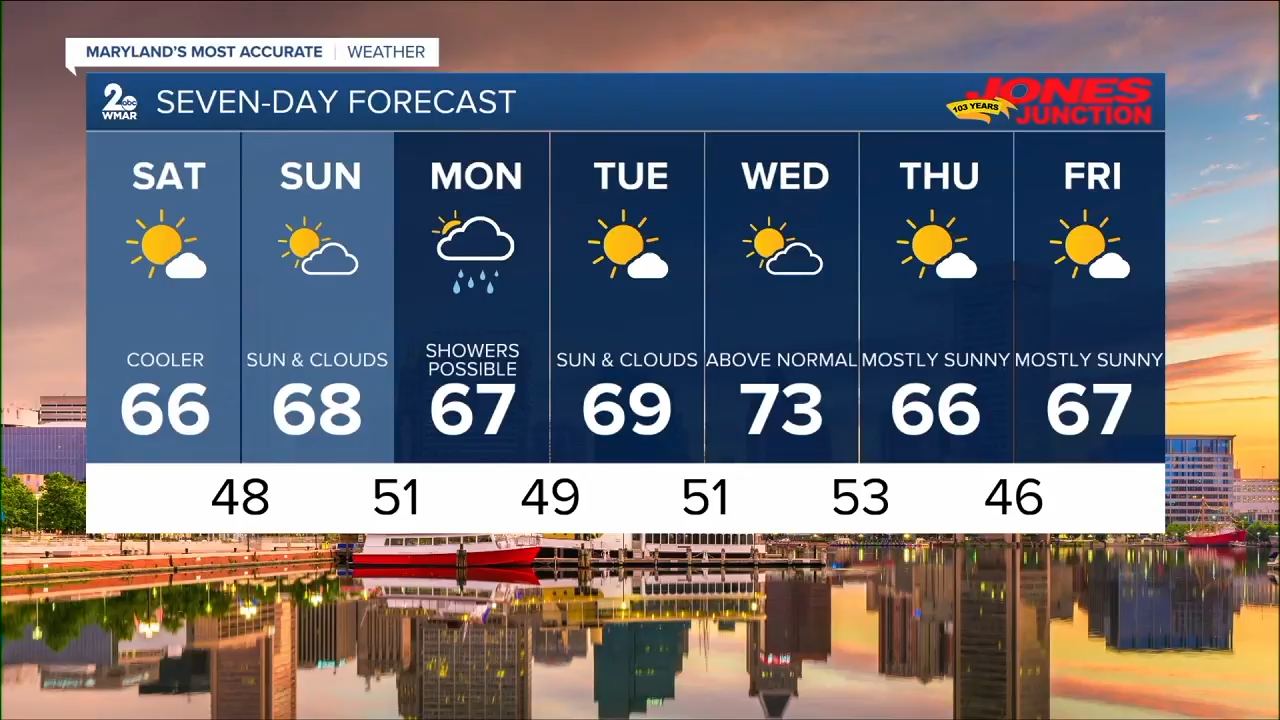 MARYLAND'S MOST ACCURATE | WEATHER
2 abc
WMAR
SEVEN-DAY FORECAST
103 YEARS
JONES
JUNCTION
SAT SUN MON TUE WED THU FRI
COOLER SUN & CLOUDS SHOWERS POSSIBLE SUN & CLOUDS ABOVE NORMAL MOSTLY SUNNY MOSTLY SUNNY
66 68 67 69 73 66 67
48 51 49 51 53 46